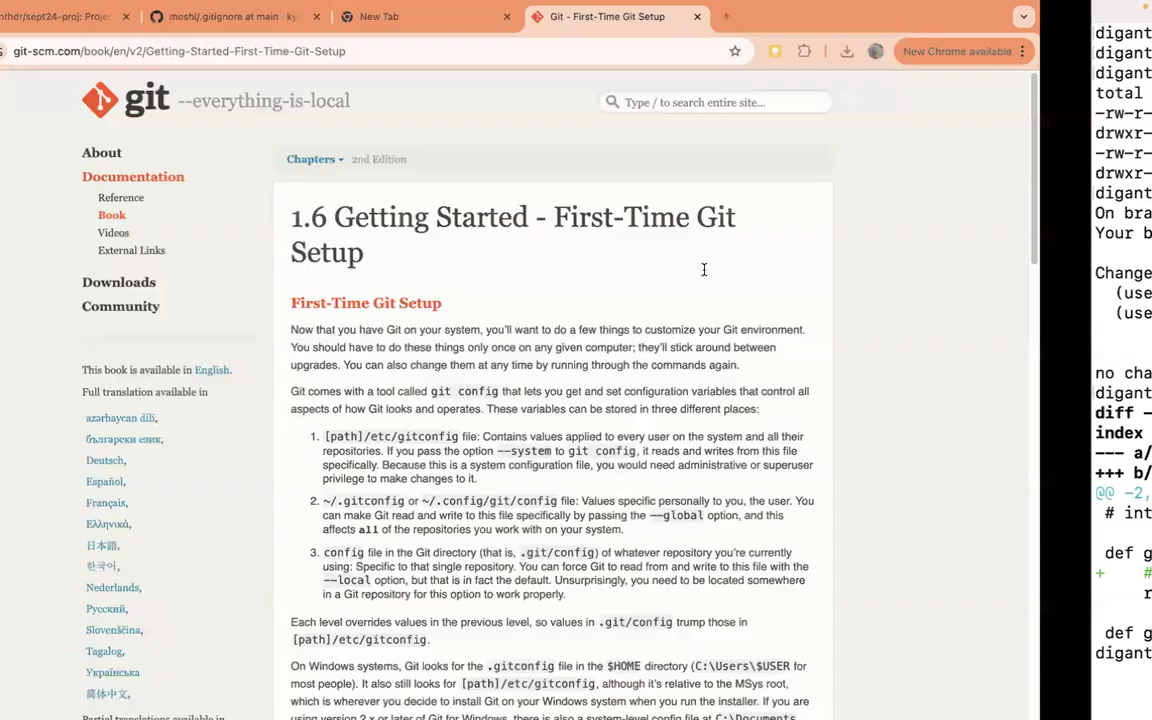 nthdr/sept24-proj: Proje
moshi/.gitignore at main · ky
New Tab
Git - First-Time Git Setup
git-scm.com/book/en/v2/Getting-Started-First-Time-Git-Setup
New Chrome available
git --everything-is-local
Type / to search entire site...
About
Documentation
Reference
Book
Videos
External Links
Downloads
Community
This book is available in English.
Full translation available in
azərbaycan dili,
български език,
Deutsch,
Español,
Français,
Ελληνικά,
日本語,
한국어,
Nederlands,
Русский,
Slovenščina,
Tagalog,
Українська
简体中文,
Partial translations available in
Chapters 2nd Edition
1.6 Getting Started - First-Time Git
Setup
First-Time Git Setup
Now that you have Git on your system, you'll want to do a few things to customize your Git environment.
You should have to do these things only once on any given computer; they'll stick around between
upgrades. You can also change them at any time by running through the commands again.
Git comes with a tool called git config that lets you get and set configuration variables that control all
aspects of how Git looks and operates. These variables can be stored in three different places:
1. [path]/etc/gitconfig file: Contains values applied to every user on the system and all their
repositories. If you pass the option --system to git config, it reads and writes from this file
specifically. Because this is a system configuration file, you would need administrative or superuser
privilege to make changes to it.
2. ~/.gitconfig or ~/.config/git/config file: Values specific personally to you, the user. You
can make Git read and write to this file specifically by passing the --global option, and this
affects all of the repositories you work with on your system.
3. config file in the Git directory (that is, .git/config) of whatever repository you're currently
using: Specific to that single repository. You can force Git to read from and write to this file with the
--local option, but that is in fact the default. Unsurprisingly, you need to be located somewhere
in a Git repository for this option to work properly.
Each level overrides values in the previous level, so values in .git/config trump those in
[path]/etc/gitconfig.
On Windows systems, Git looks for the .gitconfig file in the $HOME directory (C:\Users\$USER for
most people). It also still looks for [path]/etc/gitconfig, although it's relative to the MSys root,
which is wherever you decide to install Git on your Windows system when you run the installer. If you are
using version 2.x or later of Git for Windows, there is also a system-level config file at C:\Documents
digant
digant
digant
total
-rw-r-
drwxr-
-rw-r-
drwxr-
digant
On bra
Your b
Change
(use
(use
no cha
digant
diff -
index
--- a/
+++ b/
@@ -2,
# int
def g
+ #
r
def g
digant